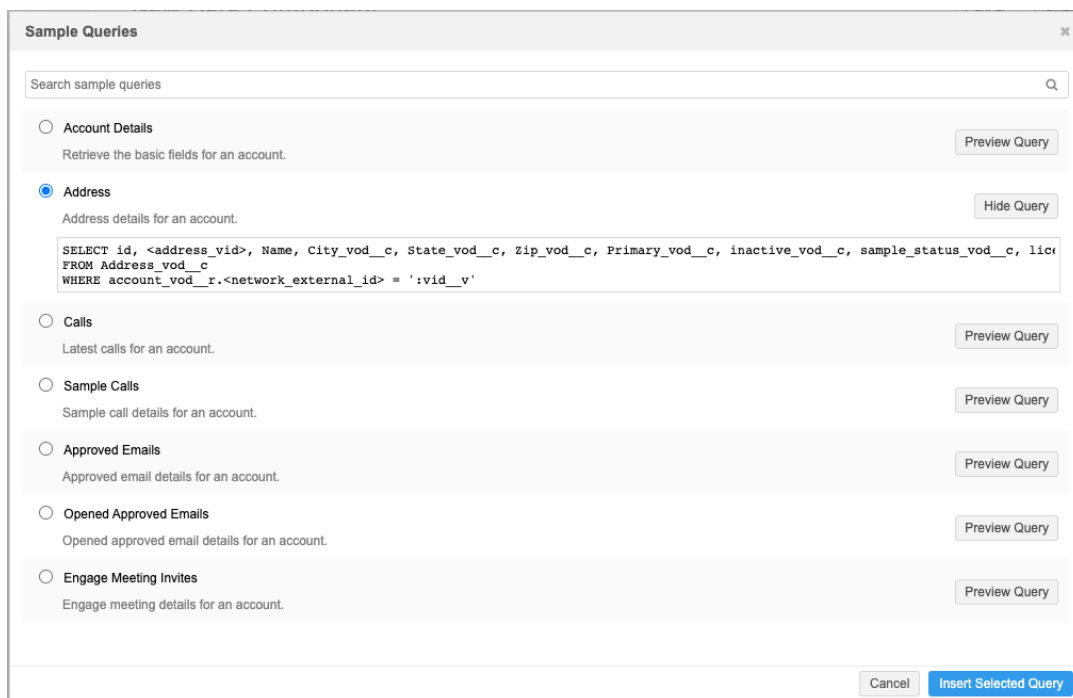 Sample Queries
Search sample queries
Account Details
Retrieve the basic fields for an account.
Preview Query
Address
Address details for an account.
Hide Query
SELECT id, <address_vid>, Name, City_vod__c, State_vod__c, Zip_vod__c, Primary_vod__c, inactive_vod__c, sample_status_vod__c, lice
FROM Address_vod__c
WHERE account_vod__r.<network_external_id> = ':vid__v'
Calls
Latest calls for an account.
Preview Query
Sample Calls
Sample call details for an account.
Preview Query
Approved Emails
Approved email details for an account.
Preview Query
Opened Approved Emails
Opened approved email details for an account.
Preview Query
Engage Meeting Invites
Engage meeting details for an account.
Preview Query
Cancel
Insert Selected Query